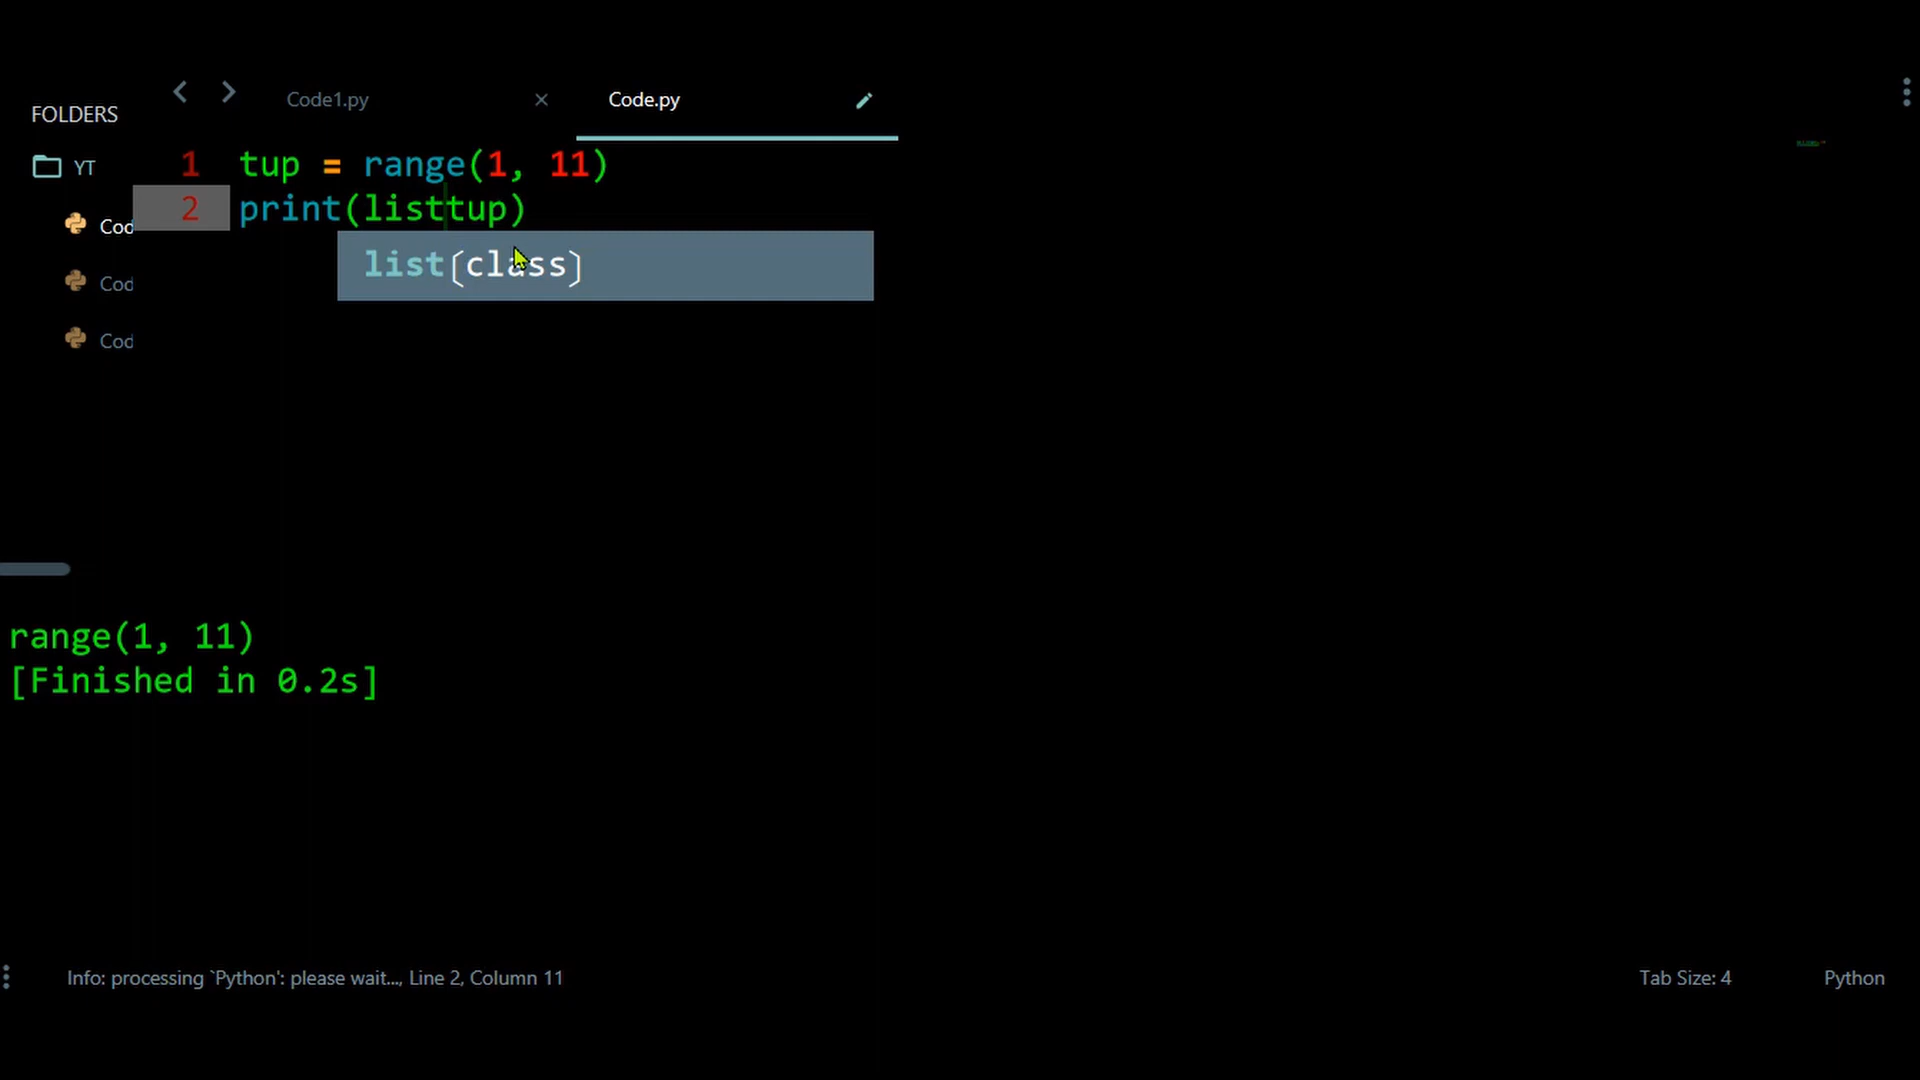 Code1.py
Code.py
FOLDERS
YT
1 tup = range(1, 11)
Cod
2 print(listtup)
list(class)
Cod
Cod
range(1, 11)
[Finished in 0.2s]
Info: processing `Python': please wait..., Line 2, Column 11
Tab Size: 4
Python